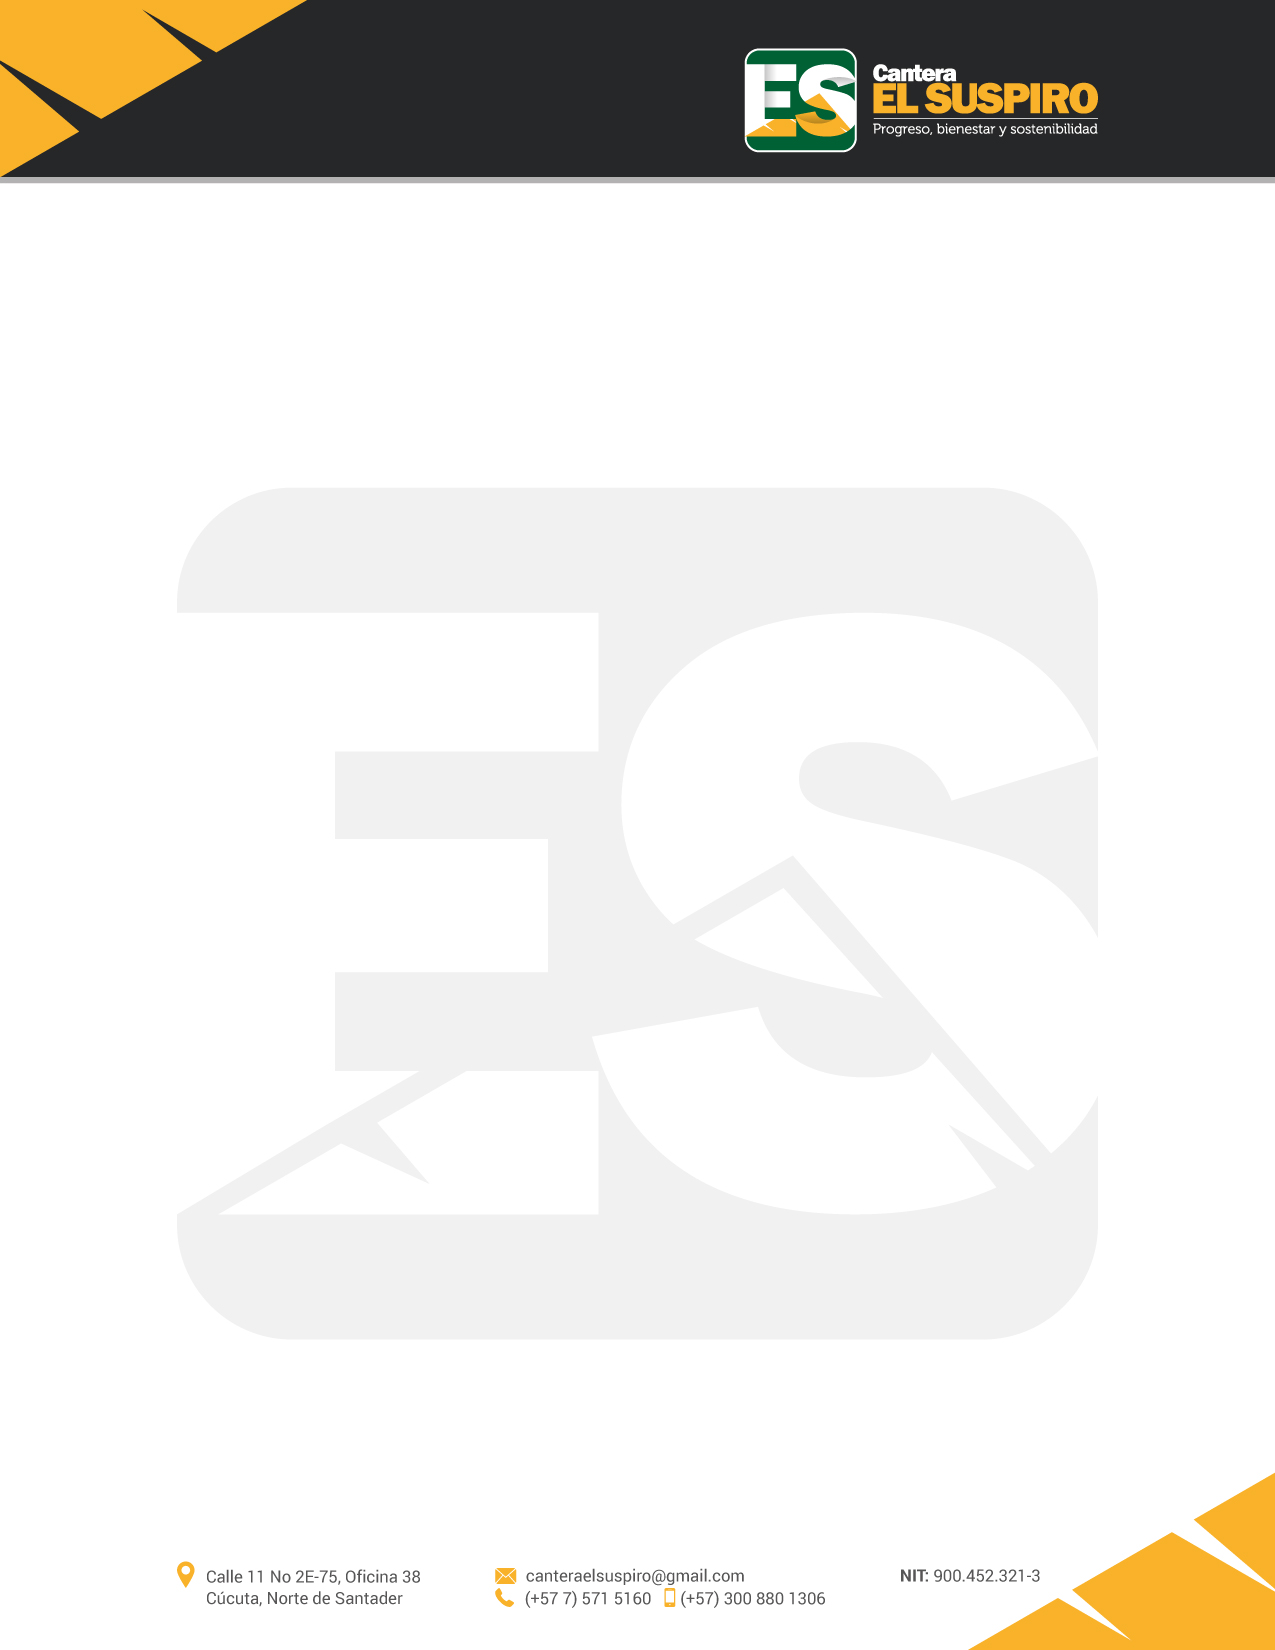 ES
Cantera
EL SUSPIRO
Progreso, bienestar y sostenibilidad
ES
Calle 11 No 2E-75, Oficina 38
Cúcuta, Norte de Santader
canteraelsuspiro@gmail.com
(+57 7) 571 5160 (+57) 300 880 1306
NIT: 900.452.321-3